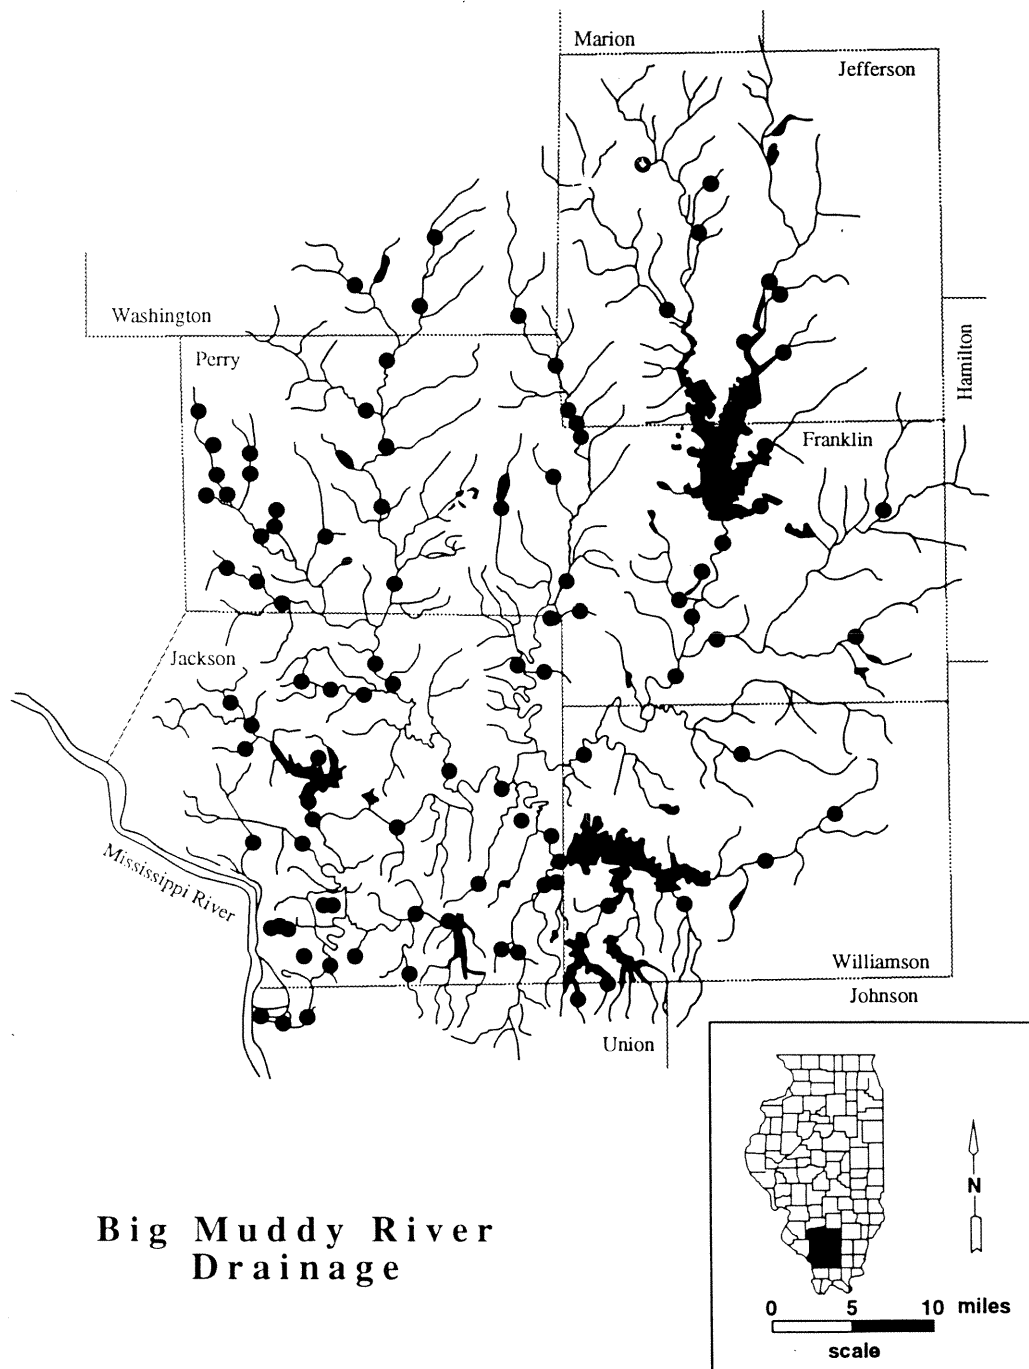 Marion
Jefferson
Washington
Perry
Hamilton
Franklin
Jackson
Mississippi River
Williamson
Johnson
Union
Big Muddy River
Drainage
N
0 5 10 miles
scale